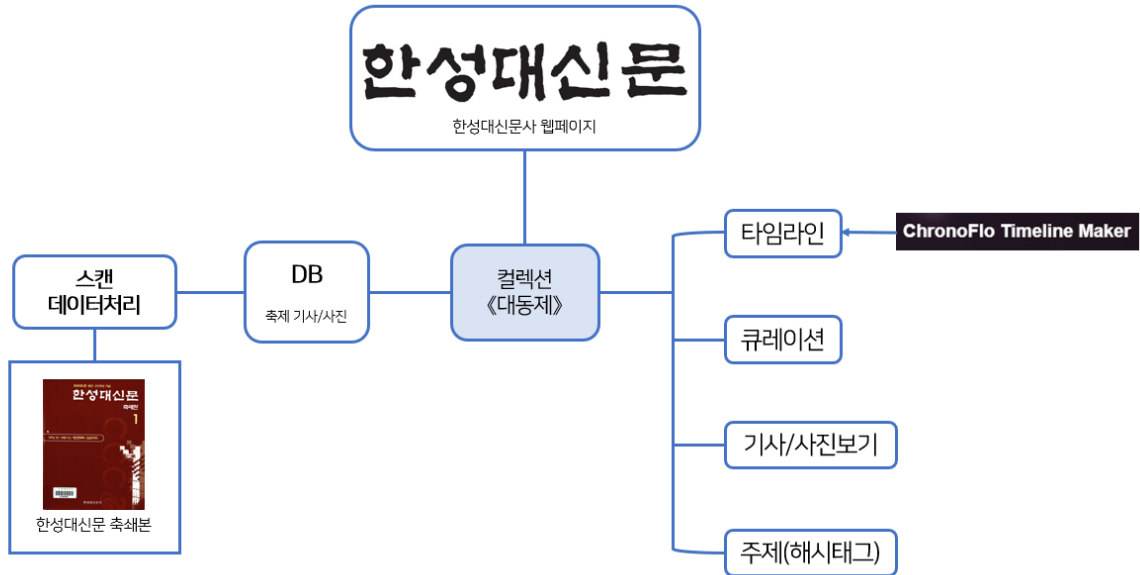 한성대신문
한성대신문사 웹페이지
타임라인
ChronoFlo Timeline Maker
스캔
데이터처리
DB
축제 기사/사진
컬렉션
《대동제》
큐레이션
기사/사진보기
주제(해시태그)
한성대신문
축쇄판
1
한성대신문 축쇄본